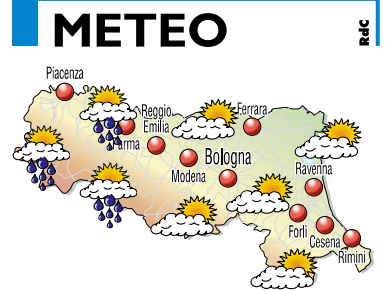 METEO
RdC
Piacenza
Reggio
Emilia
Ferrara
Parma
Bologna
Modena
Ravenna
Forlì
Cesena
Rimini